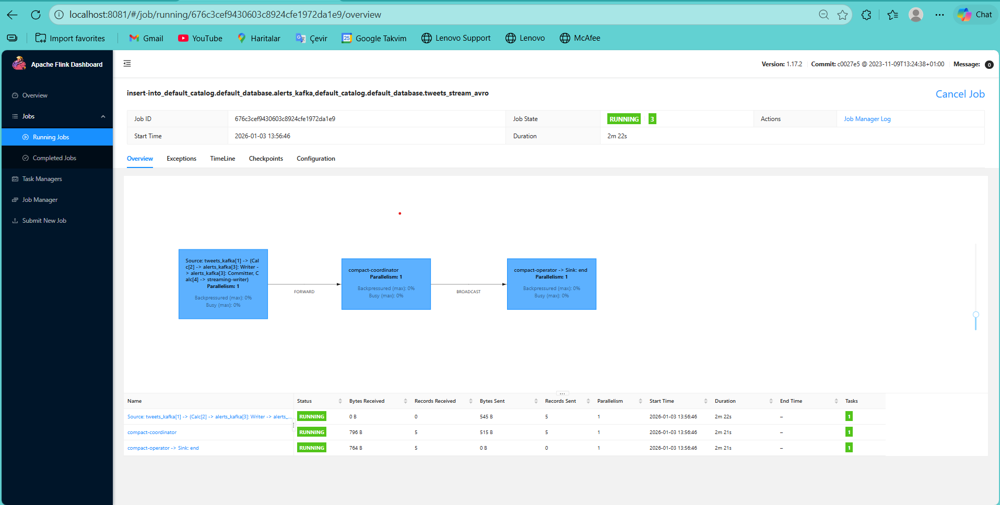 localhost:8081/#/job/running/676c3cef9430603c8924cfe1972da1e9/overview
Chat
Import favorites
Gmail
YouTube
Haritalar
Çevir
25
Google Takvim
Lenovo Support
Lenovo
McAfee
Apache Flink Dashboard
Version: 1.17.2
Commit: c0027e5 @ 2023-11-09T13:24:38+01:00
Message: 0
Overview
Jobs
Running Jobs
Completed Jobs
Task Managers
Job Manager
Submit New Job
insert-into_default_catalog.default_database.alerts_kafka,default_catalog.default_database.tweets_stream_avro
Cancel Job
Job ID 676c3cef9430603c8924cfe1972da1e9 Job State RUNNING 3 Actions Job Manager Log
Start Time 2026-01-03 13:56:46 Duration 2m 22s
Overview Exceptions TimeLine Checkpoints Configuration
Source: tweets_kafka[1] -> (Cal
c[2] -> alerts_kafka[3]: Writer -
> alerts_kafka[3]: Committer, C
alc[4] -> streaming-writer)
Parallelism: 1
Backpressured (max): 0%
Busy (max): 0%
FORWARD
compact-coordinator
Parallelism: 1
Backpressured (max): 0%
Busy (max): 0%
BROADCAST
compact-operator -> Sink: end
Parallelism: 1
Backpressured (max): 0%
Busy (max): 0%
Name Status Bytes Received Records Received Bytes Sent Records Sent Parallelism Start Time Duration End Time Tasks
Source: tweets_kafka[1] -> (Calc[2] -> alerts_kafka[3]: Writer -> alerts_... RUNNING 0 B 0 545 B 5 1 2026-01-03 13:56:46 2m 22s – 1
compact-coordinator RUNNING 796 B 5 515 B 5 1 2026-01-03 13:56:46 2m 21s – 1
compact-operator -> Sink: end RUNNING 764 B 5 0 B 0 1 2026-01-03 13:56:46 2m 21s – 1